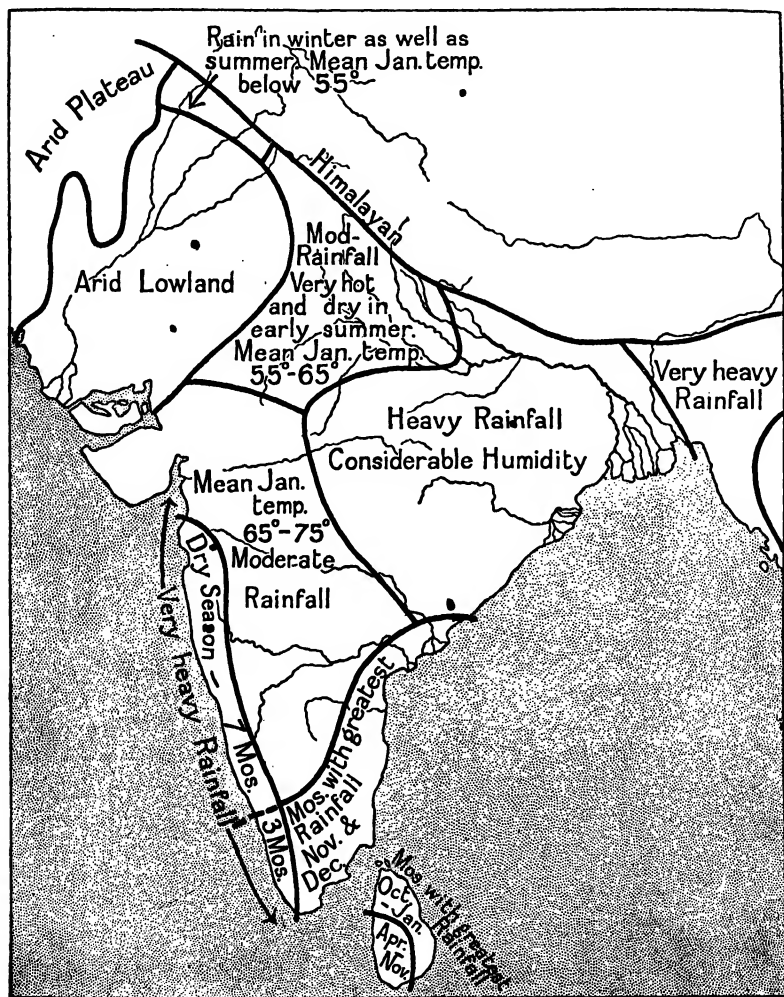 Rain in winter as well as
summer. Mean Jan. temp.
below 55°
Arid Plateau
Himalayan
Mod-
Rainfall
Very hot
and dry in
early summer.
Mean Jan. temp.
55°-65°
Arid Lowland
Very heavy
Rainfall
Heavy Rainfall
Considerable Humidity
Mean Jan.
temp.
65°-75°
Moderate
Rainfall
Dry Season - 7 Mos.
3 Mos.
Very heavy Rainfall
Mos. with greatest
Rainfall
Nov. &
Dec.
Mos. with greatest
Rainfall
Oct.
-Jan.
Apr.
Nov.